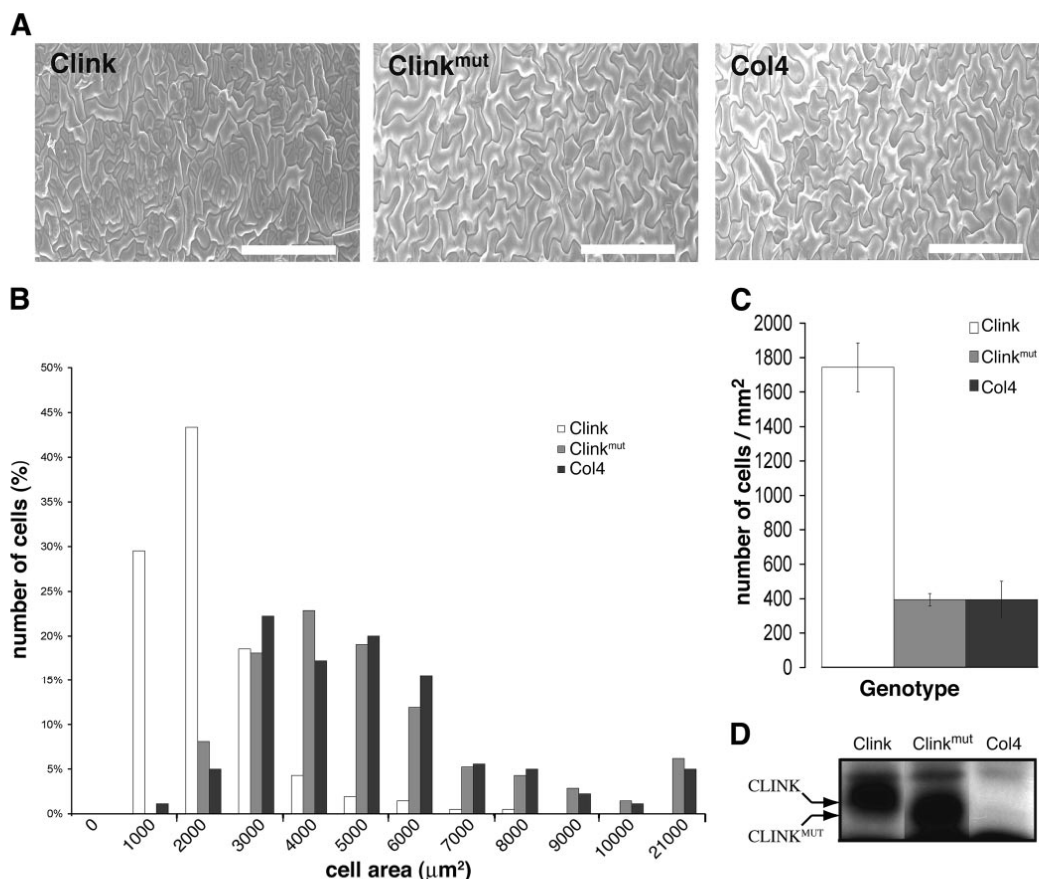 A
Clink
Clink^mut
Col4
B
50%
45%
40%
35%
30%
25%
20%
15%
10%
5%
0%
number of cells (%)
Clink
Clink^mut
Col4
0
1000
2000
3000
4000
5000
6000
7000
8000
9000
10000
21000
cell area (µm²)
C
2000
1800
1600
1400
1200
1000
800
600
400
200
0
number of cells / mm²
Clink
Clink^mut
Col4
Genotype
D
Clink Clink^mut Col4
CLINK
CLINK^MUT